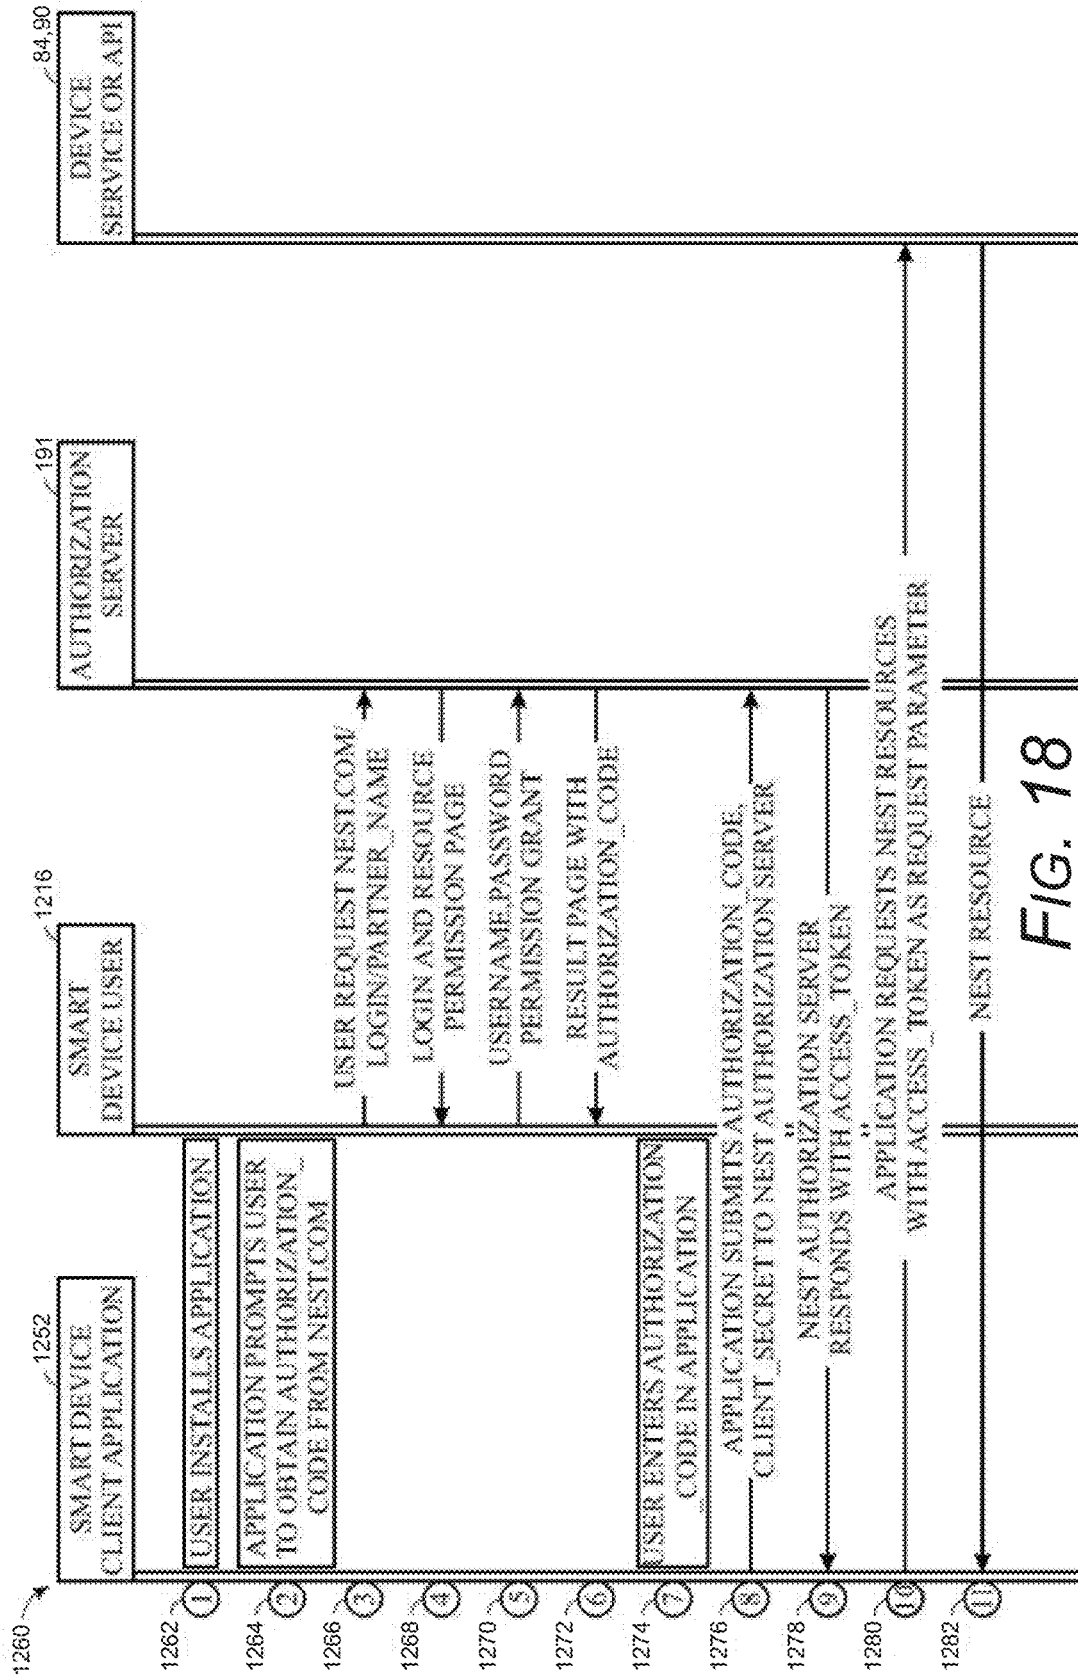 1260
1252
SMART DEVICE
CLIENT APPLICATION
1216
SMART
DEVICE USER
191
AUTHORIZATION
SERVER
84,90
DEVICE
SERVICE OR API
1262
1
USER INSTALLS APPLICATION
1264
2
APPLICATION PROMPTS USER
TO OBTAIN AUTHORIZATION_
CODE FROM NEST.COM
1266
3
USER REQUEST NEST.COM/
LOGIN/PARTNER_NAME
1268
4
LOGIN AND RESOURCE
PERMISSION PAGE
1270
5
USERNAME.PASSWORD
PERMISSION GRANT
1272
6
RESULT PAGE WITH
AUTHORIZATION_CODE
1274
7
USER ENTERS AUTHORIZATION
_CODE IN APPLICATION
1276
8
APPLICATION SUBMITS AUTHORIZATION_CODE,
CLIENT_SECRET TO NEST AUTHORIZATION SERVER
1278
9
NEST AUTHORIZATION SERVER
RESPONDS WITH ACCESS_TOKEN
1280
10
APPLICATION REQUESTS NEST RESOURCES
WITH ACCESS_TOKEN AS REQUEST PARAMETER
1282
11
NEST RESOURCE
FIG. 18